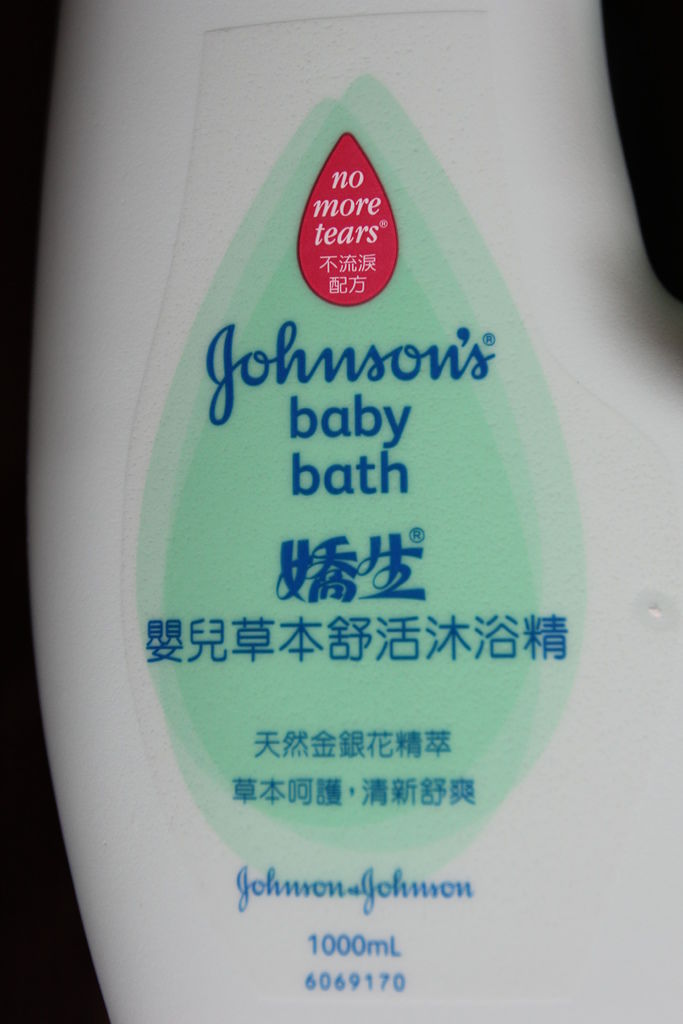 no
more
tears®
不流淚
配方
Johnson's®
baby
bath
嬌生®
嬰兒草本舒活沐浴精
天然金銀花精萃
草本呵護，清新舒爽
Johnson & Johnson
1000mL
6069170